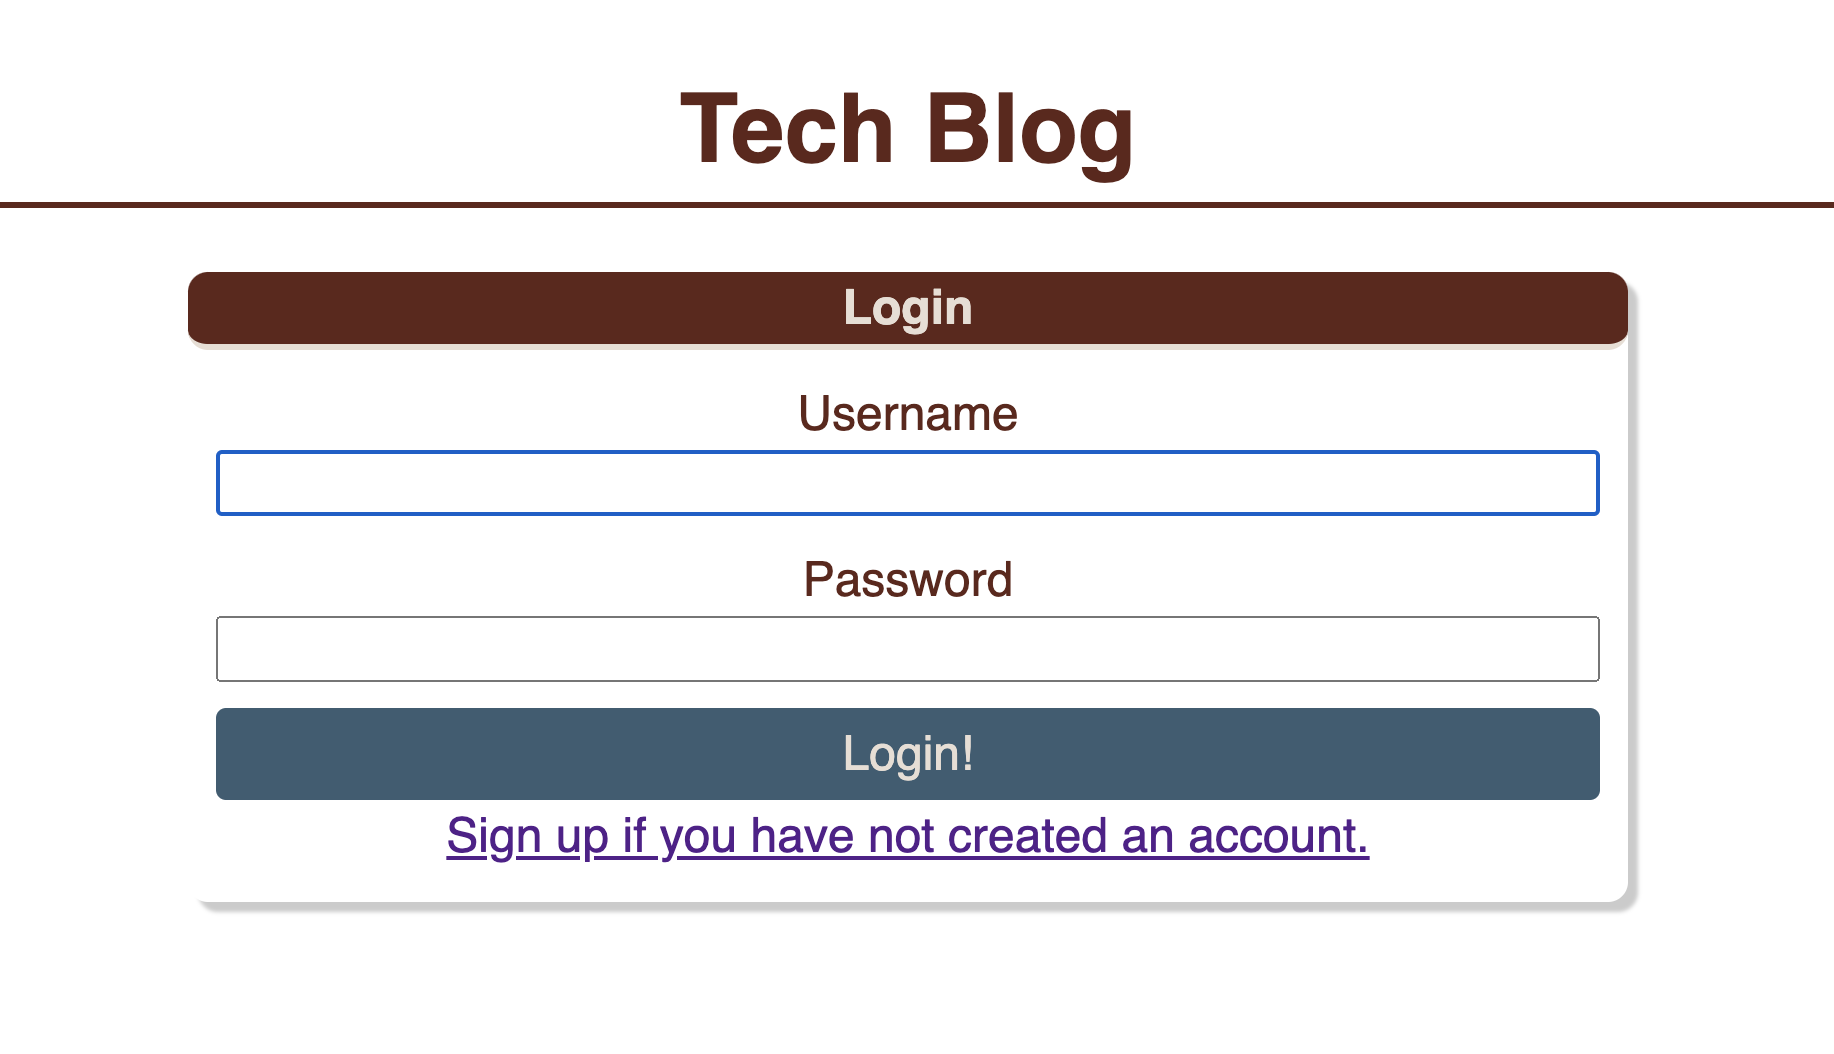 Tech Blog
Login
Username
Password
Login!
Sign up if you have not created an account.